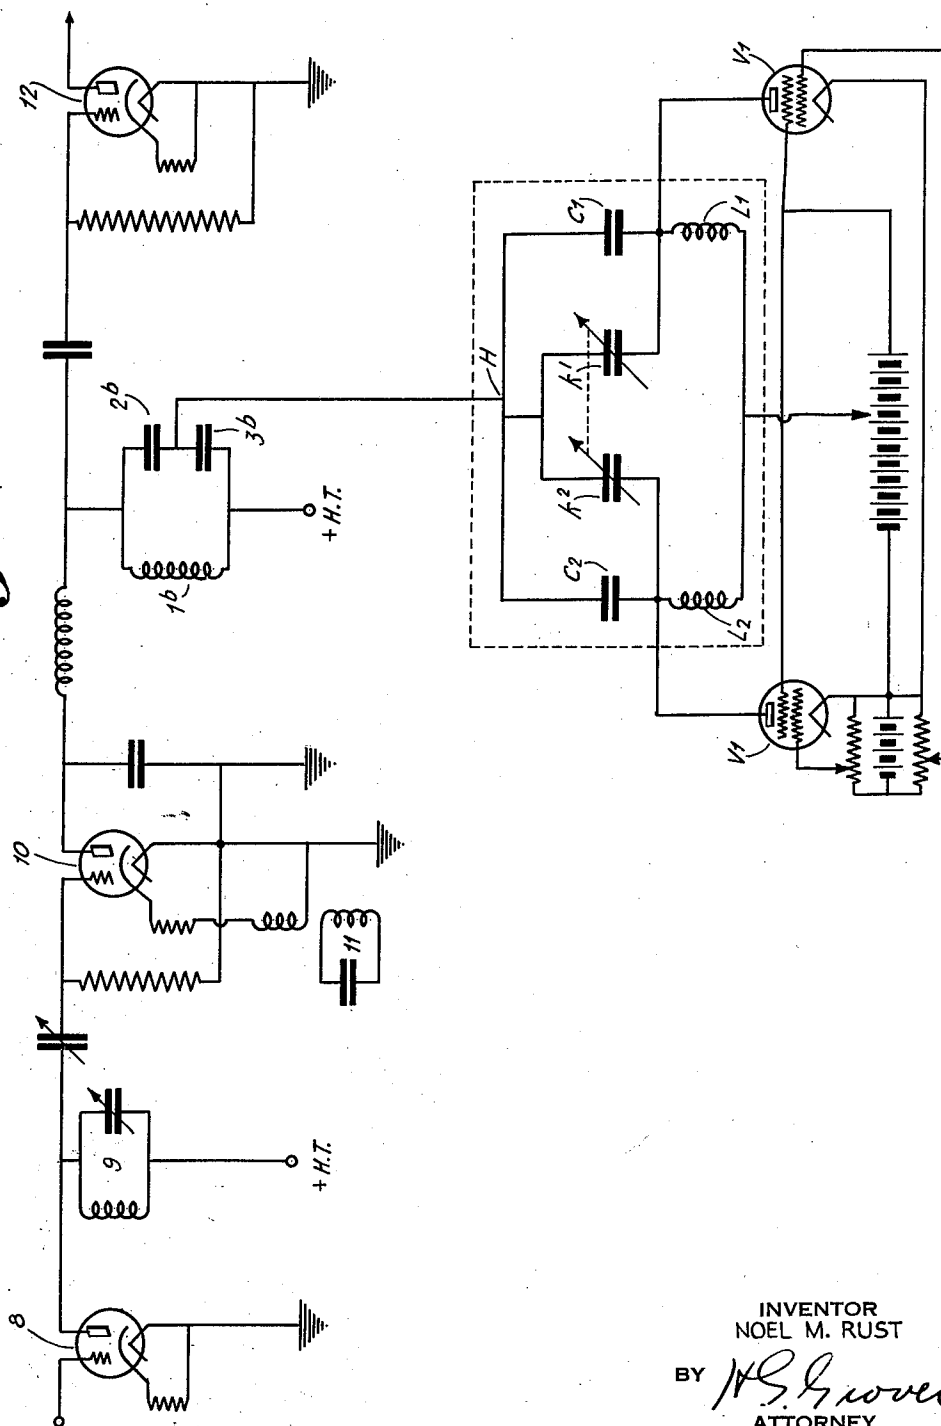 12
V1
C1
L1
H
K1
2b
3b
K2
+H.T.
1b
C2
L2
V1
10
11
9
+H.T.
8
INVENTOR
NOEL M. RUST
BY H. G. Grover
ATTORNEY